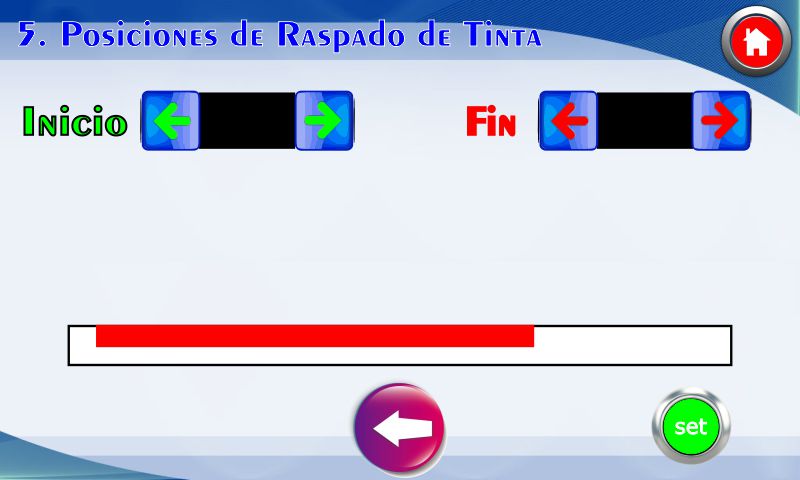 5. Posiciones de Raspado de Tinta
Inicio
Fin
set